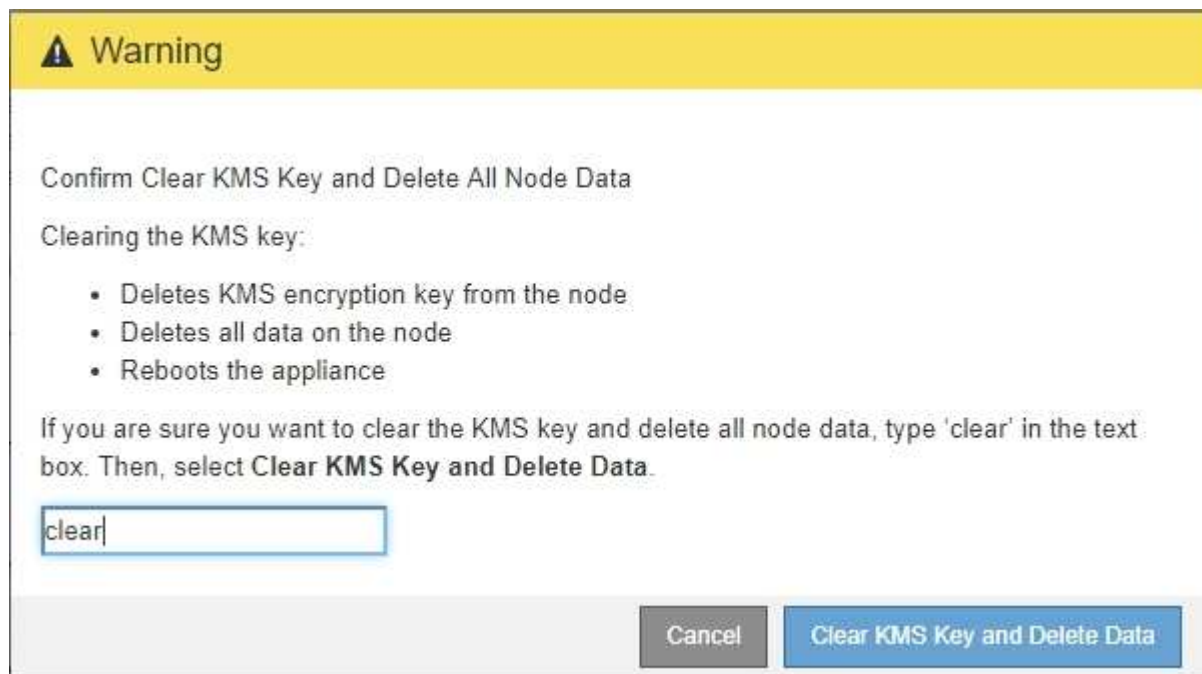 Warning
Confirm Clear KMS Key and Delete All Node Data
Clearing the KMS key:
• Deletes KMS encryption key from the node
• Deletes all data on the node
• Reboots the appliance
If you are sure you want to clear the KMS key and delete all node data, type ‘clear’ in the text
box. Then, select Clear KMS Key and Delete Data.
clear
Cancel
Clear KMS Key and Delete Data